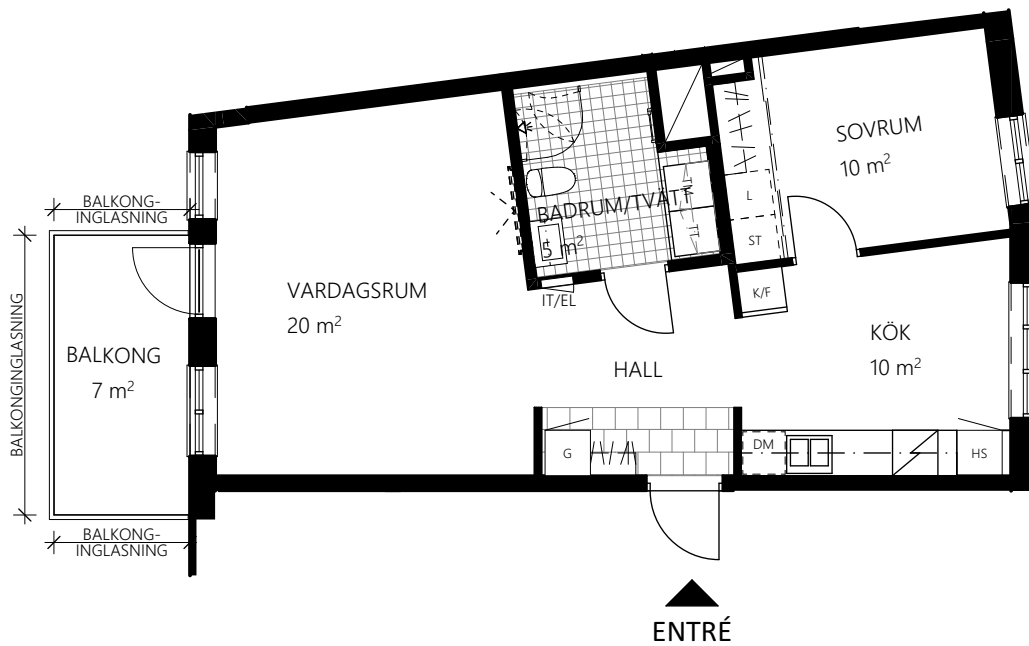 SOVRUM
10 m²
L
ST
K/F
BADRUM/TVÄTT
5 m²
TM
TT
IT/EL
BALKONG-
INGLASNING
BALKONGINGLASNING
BALKONG
7 m²
BALKONG-
INGLASNING
VARDAGSRUM
20 m²
HALL
KÖK
10 m²
G
DM
HS
ENTRÉ